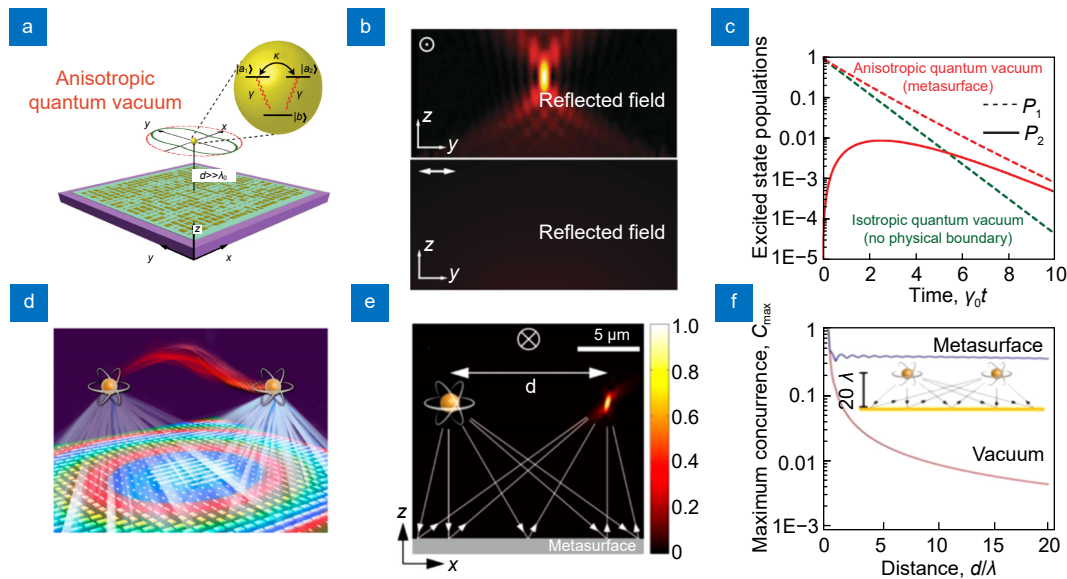 a
Anisotropic
quantum vacuum
|a₁⟩
κ
|a₂⟩
γ
γ
|b⟩
y
x
d>>λ₀
z
y
x
b
Reflected field
z
y
Reflected field
z
y
c
Excited state populations
1
0.1
0.01
1E−3
1E−4
1E−5
Anisotropic quantum vacuum
(metasurface)
P₁
P₂
Isotropic quantum vacuum
(no physical boundary)
0
2
4
6
8
10
Time, γ₀t
d
e
5 μm
d
z
x
Metasurface
1.0
0.8
0.6
0.4
0.2
0
f
Maximum concurrence, Cₘₐₓ
1
0.1
0.01
1E−3
Metasurface
20 λ
Vacuum
0
5
10
15
20
Distance, d/λ